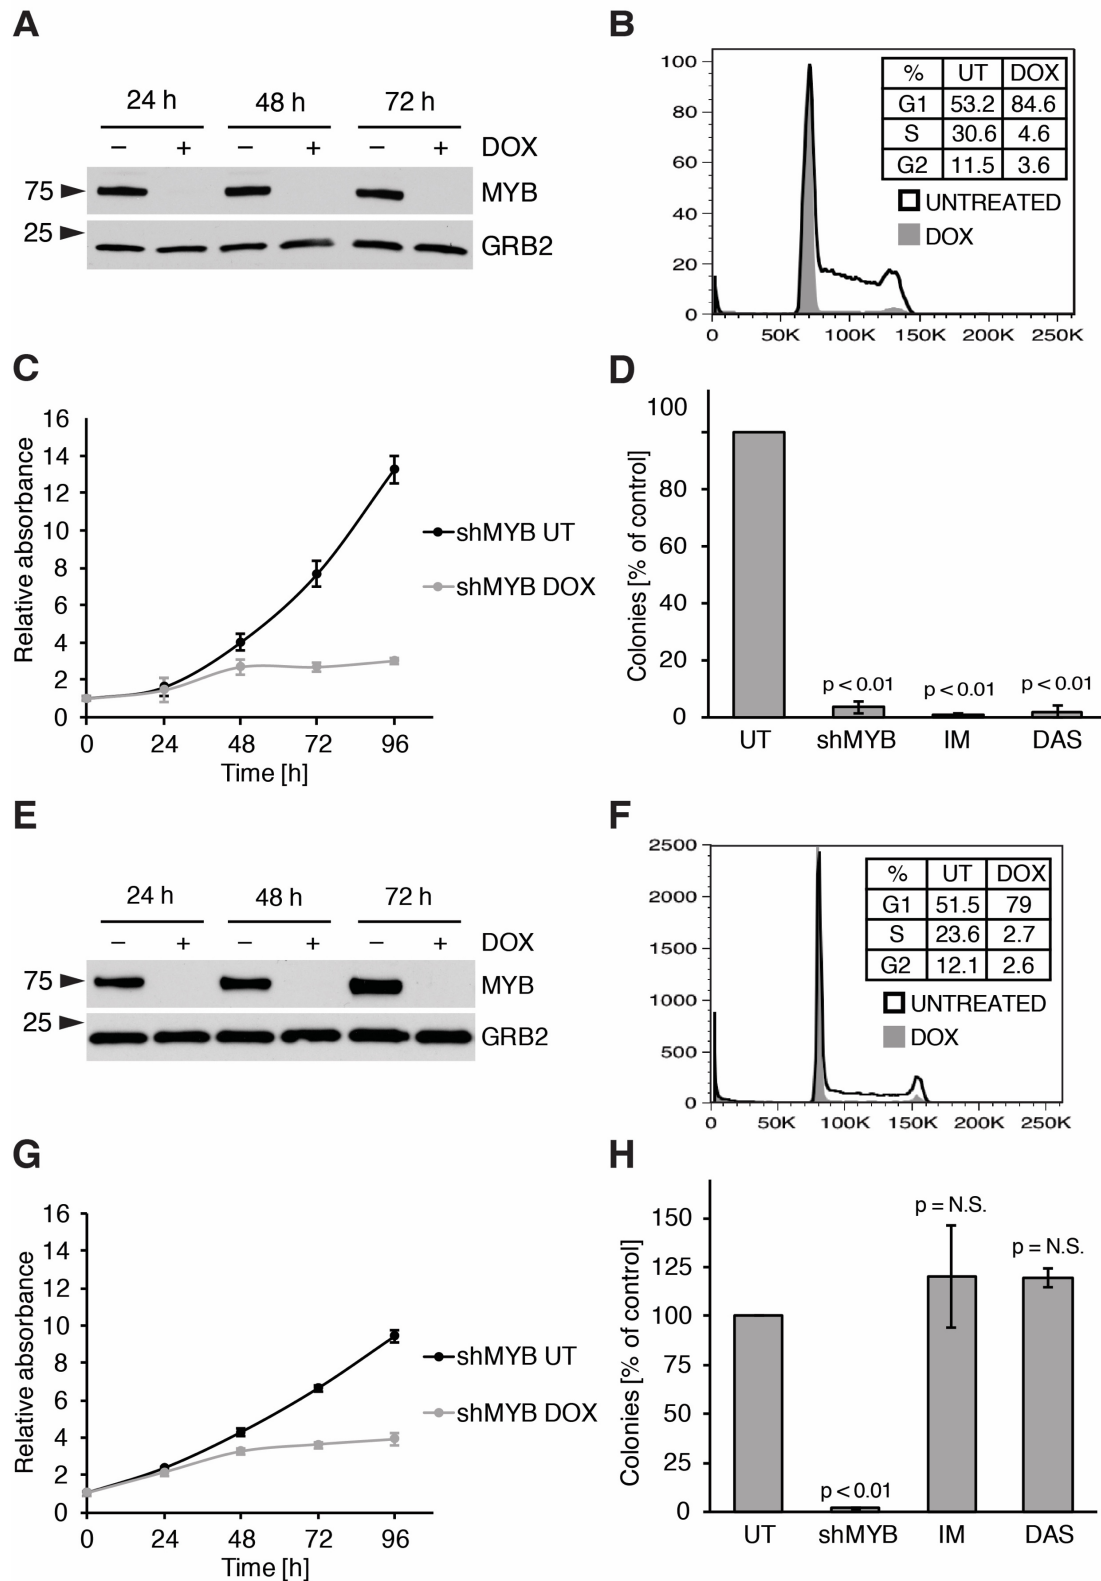 A
24 h 48 h 72 h
– + – + – + DOX
75 MYB
25 GRB2
B
100
80
60
40
20
0
0 50K 100K 150K 200K 250K
% UT DOX
G1 53.2 84.6
S 30.6 4.6
G2 11.5 3.6
UNTREATED
DOX
C
Relative absorbance
16
14
12
10
8
6
4
2
0
0 24 48 72 96
Time [h]
shMYB UT
shMYB DOX
D
Colonies [% of control]
100
80
60
40
20
0
p < 0.01 p < 0.01 p < 0.01
UT shMYB IM DAS
E
24 h 48 h 72 h
– + – + – + DOX
75 MYB
25 GRB2
F
2500
2000
1500
1000
500
0
0 50K 100K 150K 200K 250K
% UT DOX
G1 51.5 79
S 23.6 2.7
G2 12.1 2.6
UNTREATED
DOX
G
Relative absorbance
16
14
12
10
8
6
4
2
0
0 24 48 72 96
Time [h]
shMYB UT
shMYB DOX
H
Colonies [% of control]
150
125
100
75
50
25
0
p < 0.01
p = N.S.
p = N.S.
UT shMYB IM DAS